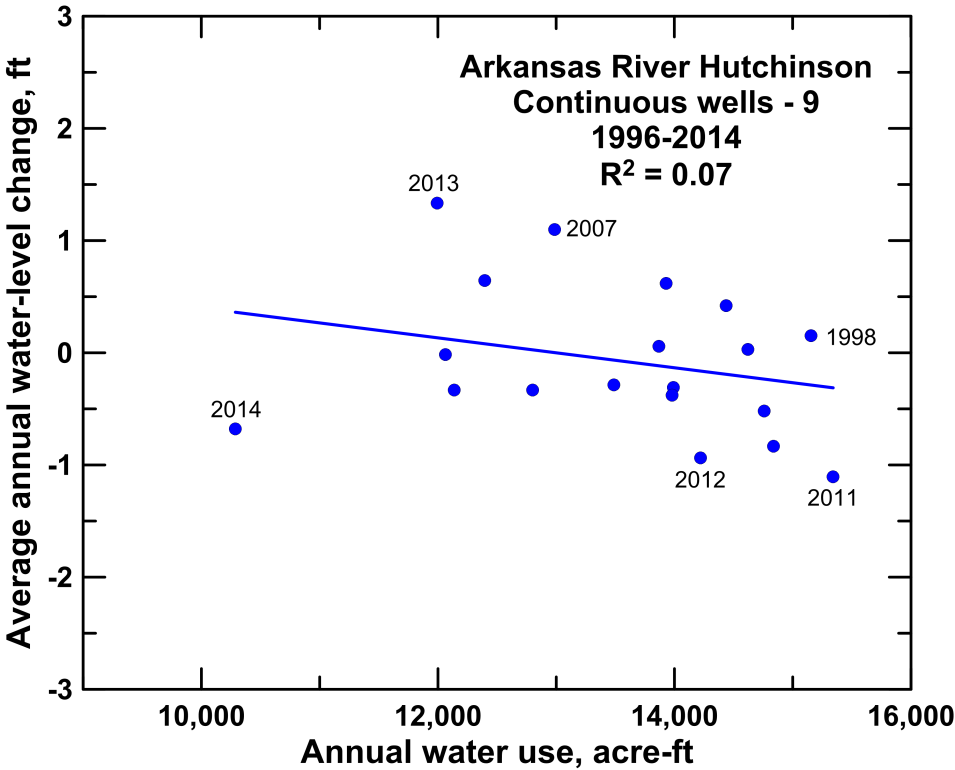 3
Arkansas River Hutchinson
Continuous wells - 9
1996-2014
R² = 0.07
2
2013
2007
1
1998
0
2014
-1
2012
2011
-2
-3
Average annual water-level change, ft
10,000 12,000 14,000 16,000
Annual water use, acre-ft